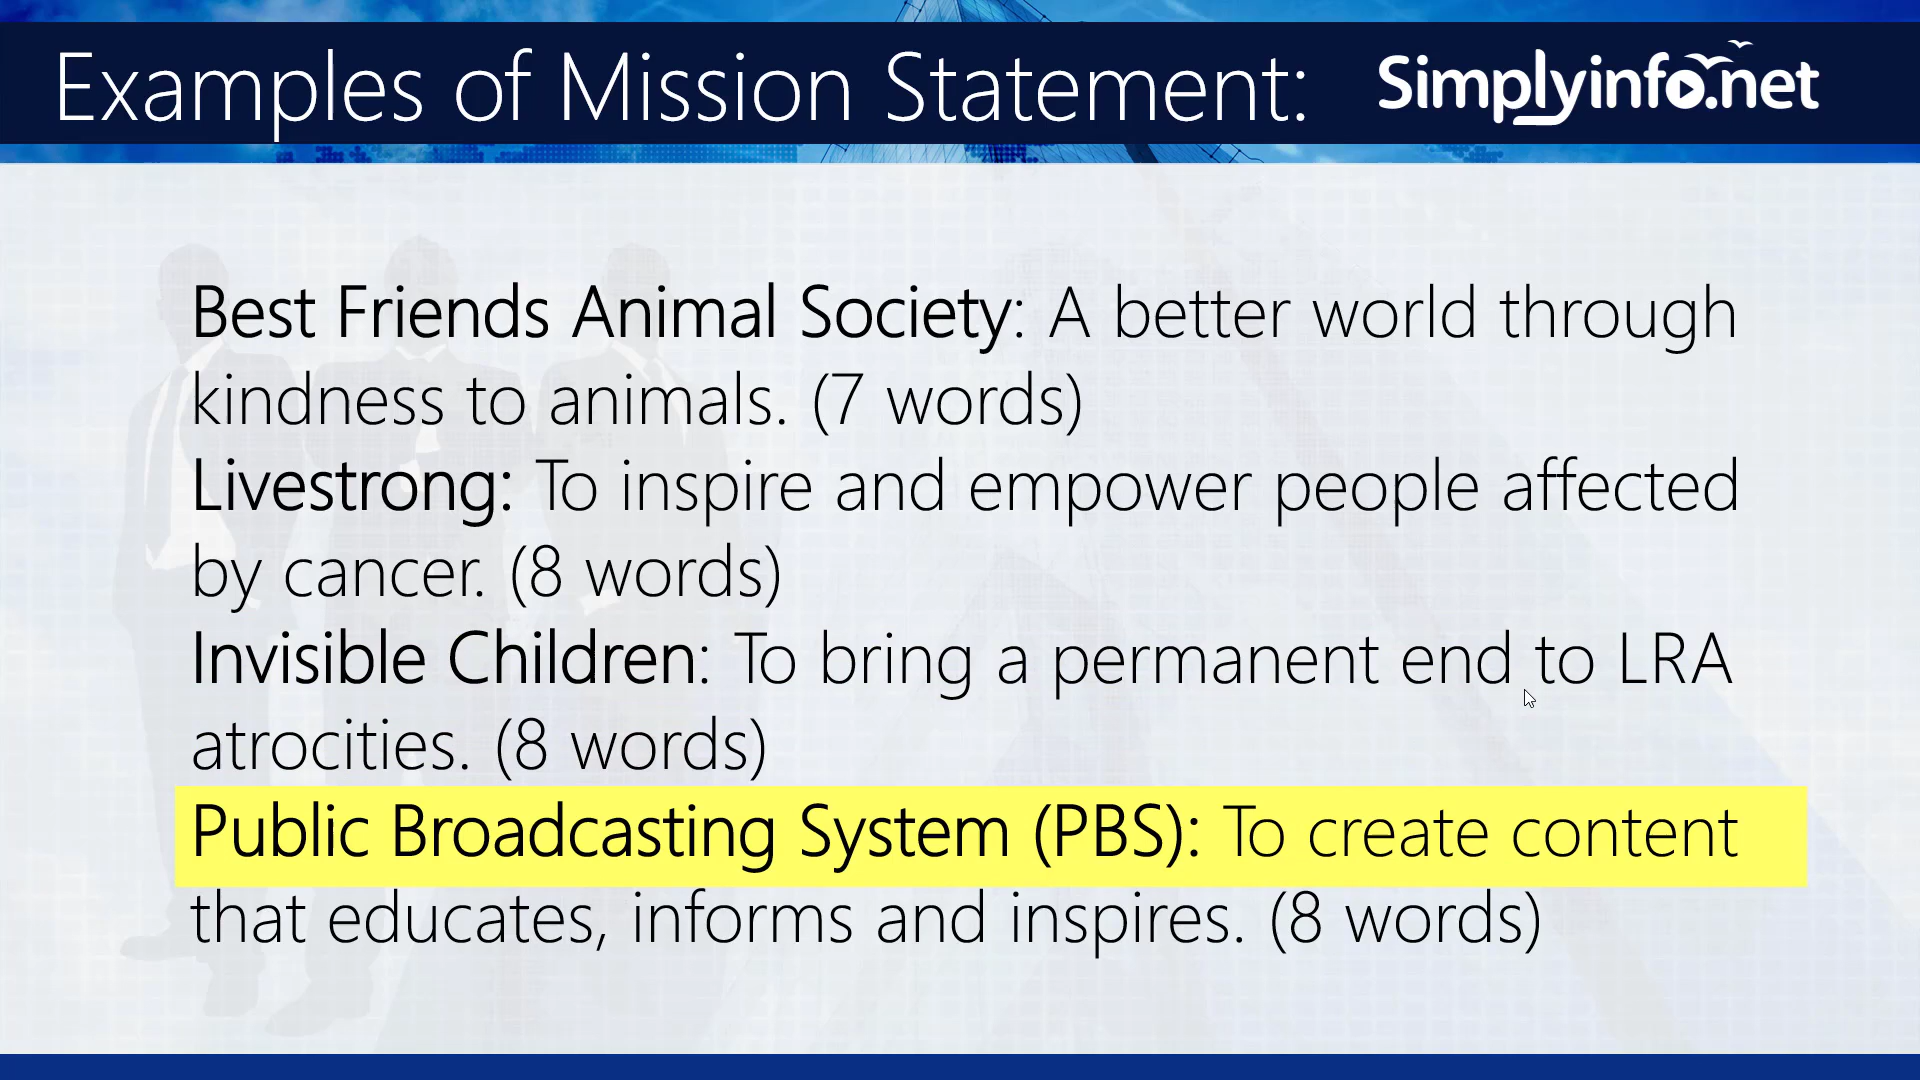 Examples of Mission Statement:
Simplyinfo.net
Best Friends Animal Society: A better world through
kindness to animals. (7 words)
Livestrong: To inspire and empower people affected
by cancer. (8 words)
Invisible Children: To bring a permanent end to LRA
atrocities. (8 words)
Public Broadcasting System (PBS): To create content
that educates, informs and inspires. (8 words)